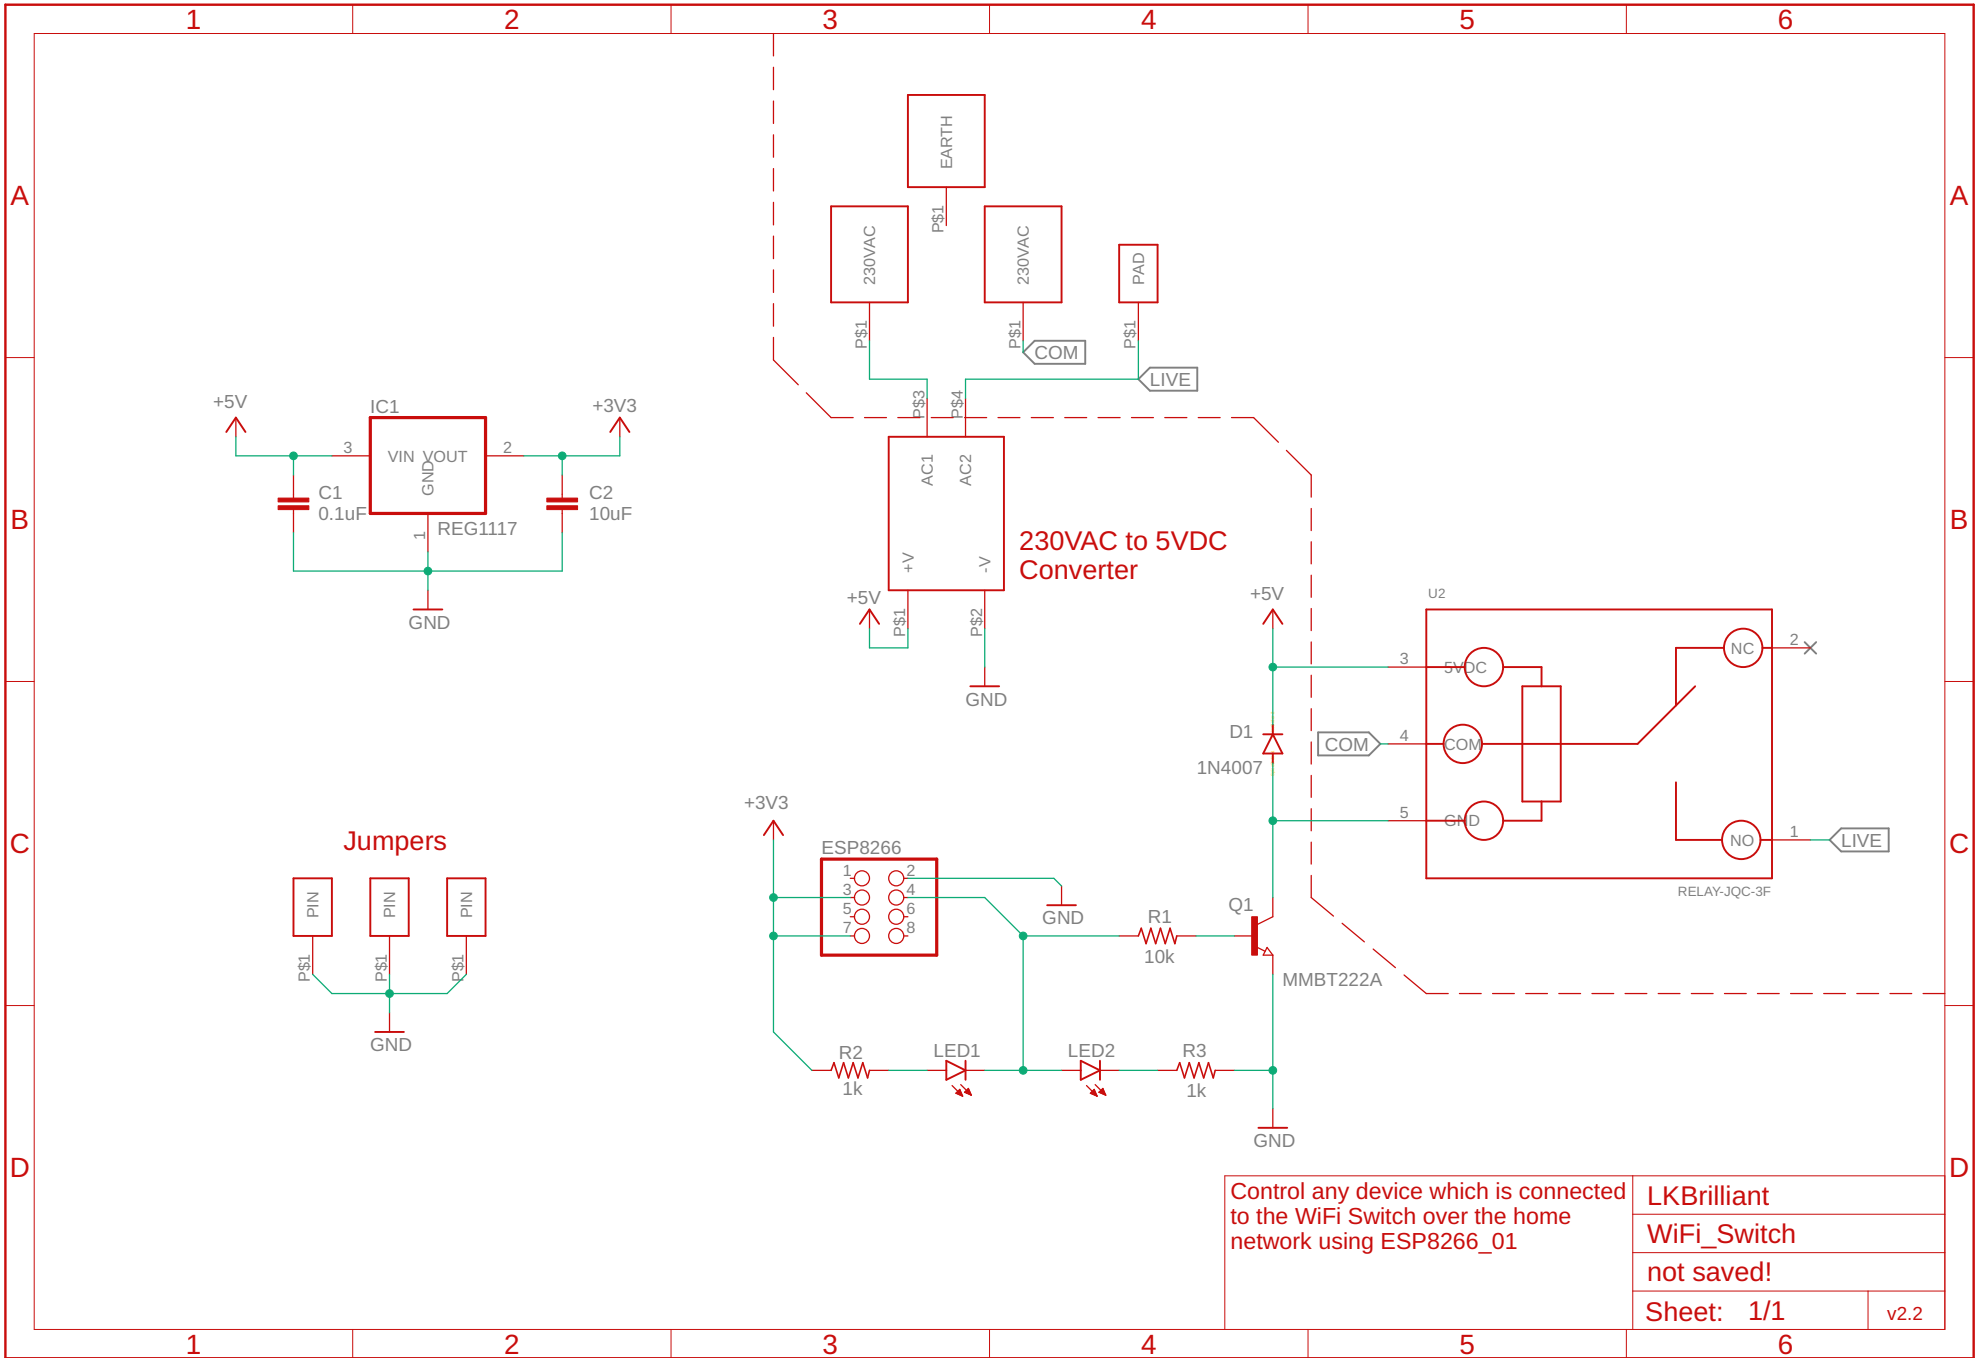 1 2 3 4 5 6
A A
EARTH
P$1
230VAC
230VAC
PAD
P$1
P$1
P$1
COM
LIVE
P$3
P$4
+5V
IC1
+3V3
3
VIN VOUT
GND
2
C1
0.1uF
1
REG1117
C2
10uF
GND
B B
AC1
AC2
+V
-V
230VAC to 5VDC
Converter
+5V
P$1
P$2
GND
+5V
U2
3
5VDC
NC
2
D1
1N4007
COM
4
COM
5
GND
NO
1
LIVE
RELAY-JQC-3F
C C
Jumpers
PIN
PIN
PIN
P$1
P$1
P$1
GND
+3V3
ESP8266
1 2
3 4
5 6
7 8
GND
R1
10k
Q1
MMBT222A
R2
1k
LED1
LED2
R3
1k
GND
D D
Control any device which is connected
to the WiFi Switch over the home
network using ESP8266_01
LKBrilliant
WiFi_Switch
not saved!
Sheet: 1/1
v2.2
1 2 3 4 5 6